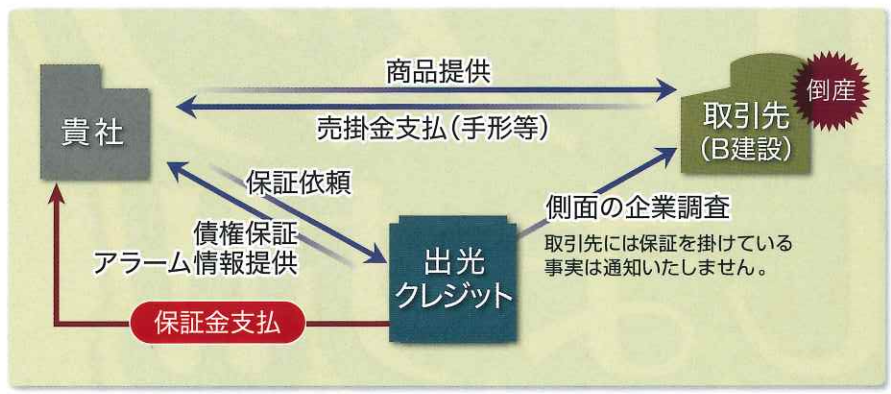 商品提供
倒産
貴社
取引先
(B建設)
売掛金支払(手形等)
保証依頼
債権保証
アラーム情報提供
側面の企業調査
取引先には保証を掛けている
事実は通知いたしません。
出光
クレジット
保証金支払